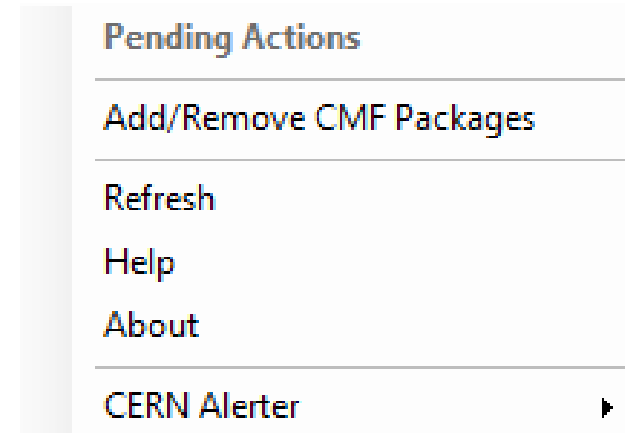 Pending Actions
Add/Remove CMF Packages
Refresh
Help
About
CERN Alerter